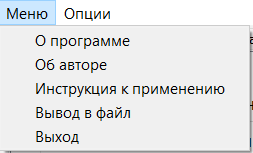 Меню Опции
О программе
Об авторе
Инструкция к применению
Вывод в файл
Выход